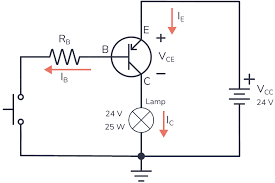 E
I_E
R_B
B
+
V_CE
−
I_B
C
Lamp
24 V
25 W
I_C
+
V_CC
24 V